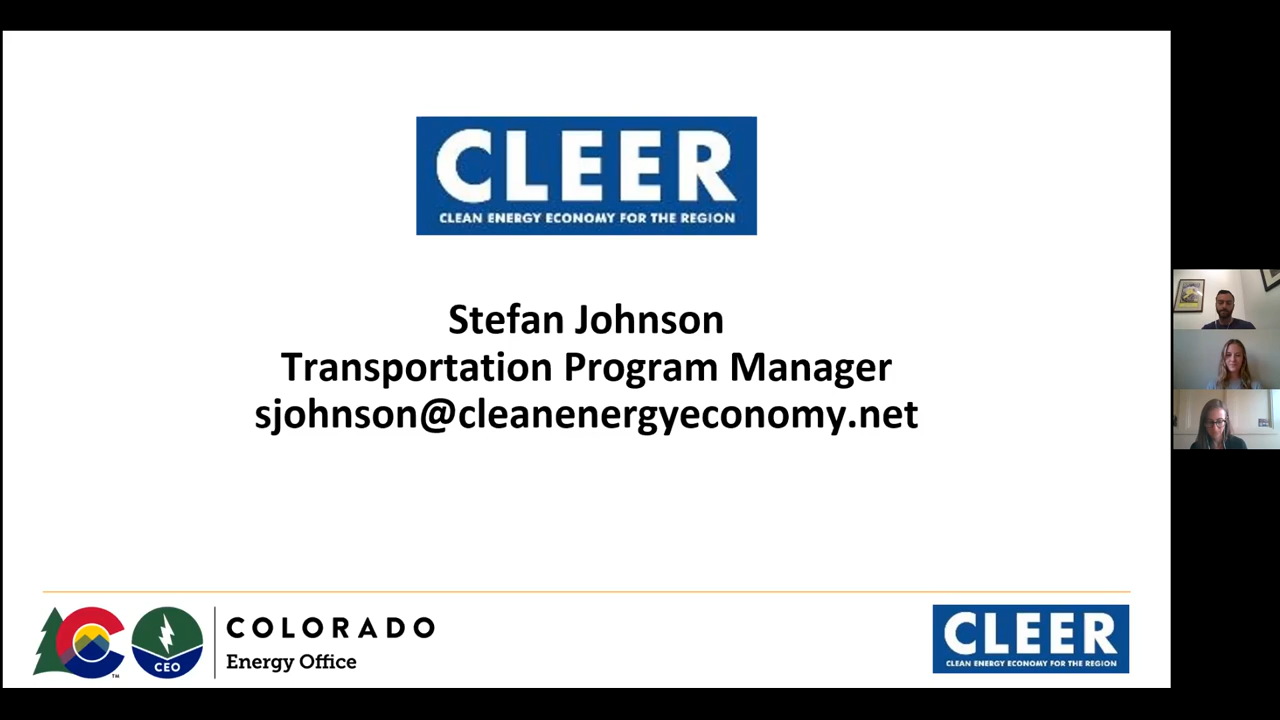 CLEER
CLEAN ENERGY ECONOMY FOR THE REGION
Stefan Johnson
Transportation Program Manager
sjohnson@cleanenergyeconomy.net
CEO
TM
COLORADO
Energy Office
CLEER
CLEAN ENERGY ECONOMY FOR THE REGION